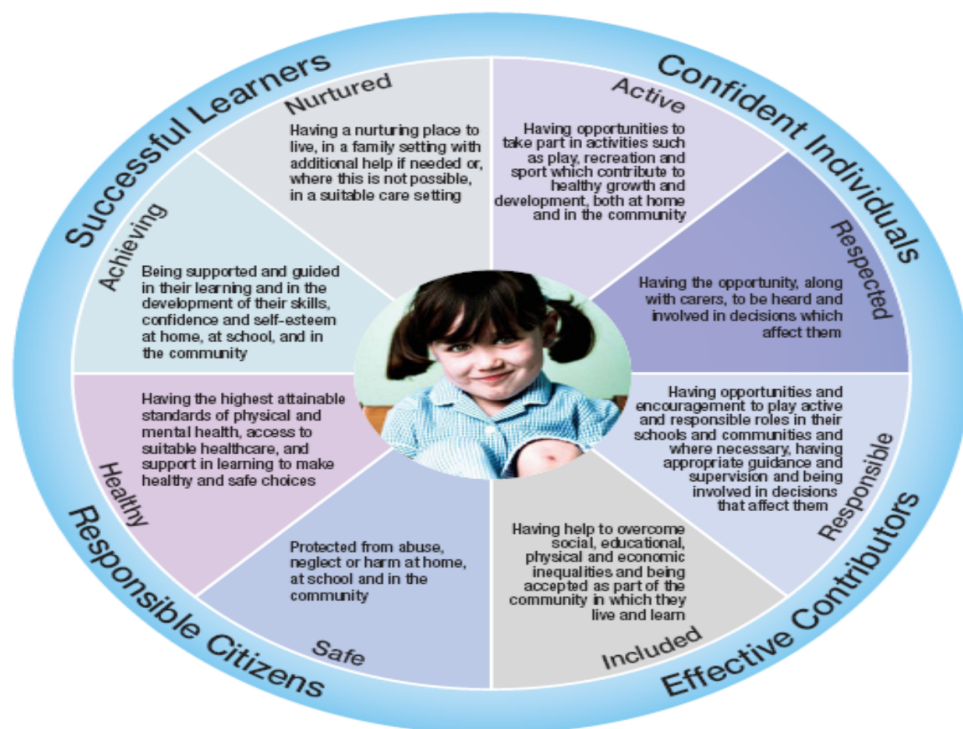 Successful Learners
Confident Individuals
Nurtured
Having a nurturing place to
live, in a family setting with
additional help if needed or,
where this is not possible,
in a suitable care setting
Active
Having opportunities to
take part in activities such
as play, recreation and
sport which contribute to
healthy growth and
development, both at home
and in the community
Achieving
Being supported and guided
in their learning and in the
development of their skills,
confidence and self-esteem
at home, at school, and in
the community
Respected
Having the opportunity, along
with carers, to be heard and
involved in decisions which
affect them
Healthy
Having the highest attainable
standards of physical and
mental health, access to
suitable healthcare, and
support in learning to make
healthy and safe choices
Responsible
Having opportunities and
encouragement to play active
and responsible roles in their
schools and communities and
where necessary, having
appropriate guidance and
supervision and being
involved in decisions
that affect them
Safe
Protected from abuse,
neglect or harm at home,
at school and in the
community
Included
Having help to overcome
social, educational,
physical and economic
inequalities and being
accepted as part of the
community in which they
live and learn
Responsible Citizens
Effective Contributors